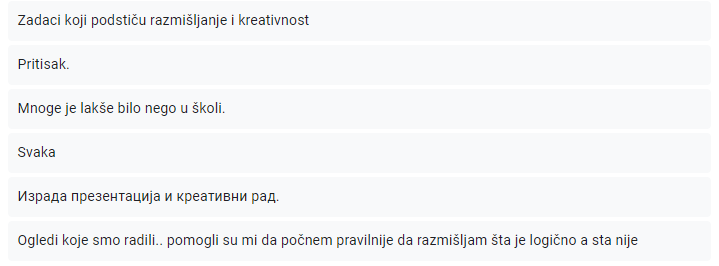 Zadaci koji podstiču razmišljanje i kreativnost
Pritisak.
Mnoge je lakše bilo nego u školi.
Svaka
Израда презентација и креативни рад.
Ogledi koje smo radili.. pomogli su mi da počnem pravilnije da razmišljam šta je logično a sta nije